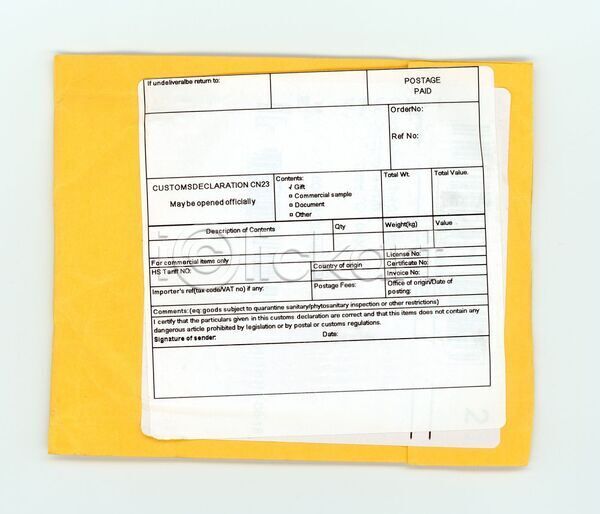 If undeliveralbe return to:
POSTAGE
PAID
OrderNo:
Ref No:
CUSTOMSDECLARATION CN23
May be opened officially
Contents:
√ Gift
¤ Commercial sample
¤ Document
¤ Other
Total Wt.
Total Value.
Description of Contents
Qty
Weight(kg)
Value
For commercial items only
HS Tariff NO:
Country of origin
License No:
Certificate No:
Invoice No:
Importer's ref(tax code/VAT no) if any:
Postage Fees:
Office of origin/Date of
posting:
Comments: (eq:goods subject to quarantine sanitary/phytosanitary inspection or other restrictions)
I certify that the particulars given in this customs declaration are correct and that this items does not contain any
dangerous article prohibited by legislation or by postal or customs regulations.
Signature of sender:
Date:
iclickart